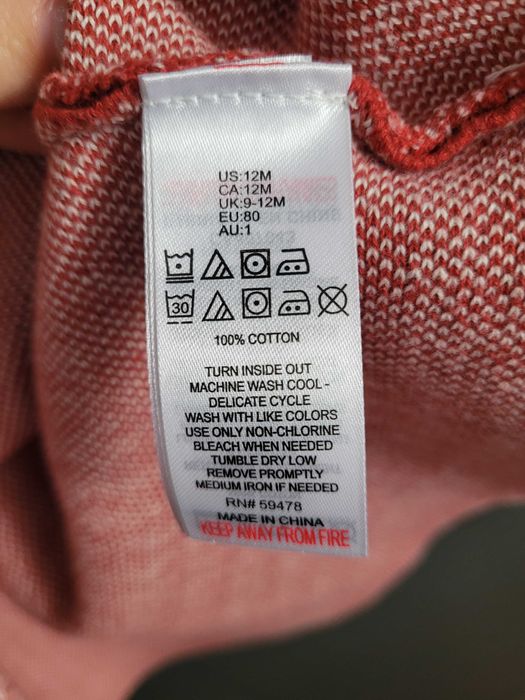 US:12M
CA:12M
UK:9-12M
EU:80
AU:1
30
100% COTTON
TURN INSIDE OUT
MACHINE WASH COOL -
DELICATE CYCLE
WASH WITH LIKE COLORS
USE ONLY NON-CHLORINE
BLEACH WHEN NEEDED
TUMBLE DRY LOW
REMOVE PROMPTLY
MEDIUM IRON IF NEEDED
RN# 59478
MADE IN CHINA
KEEP AWAY FROM FIRE